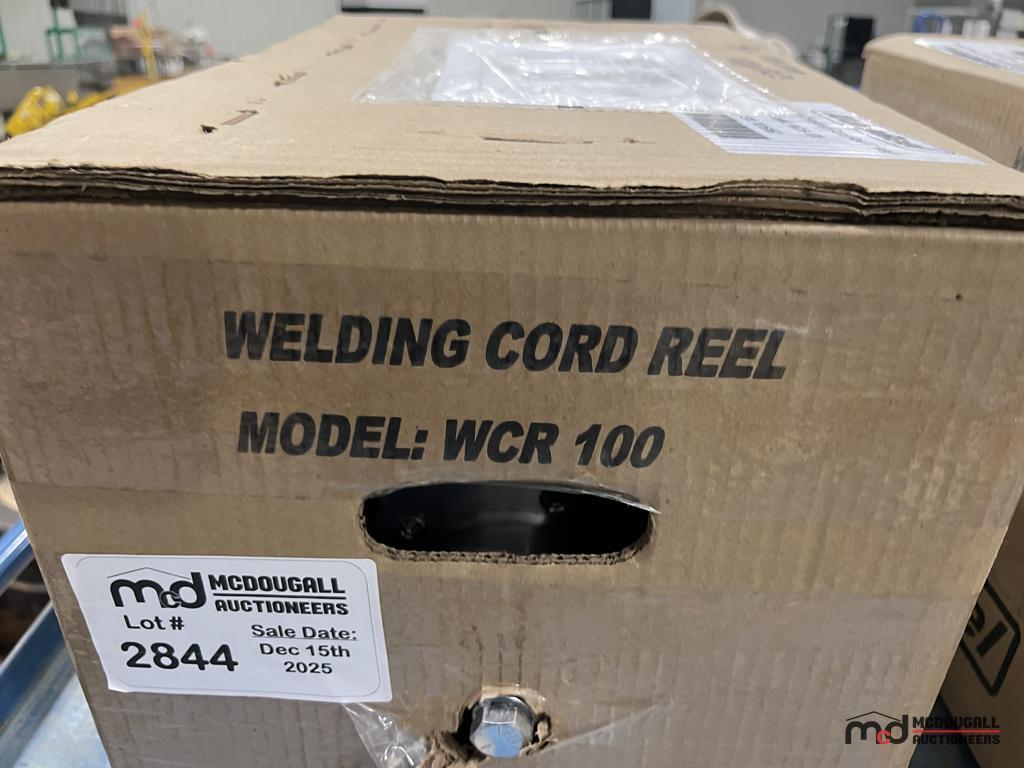 WELDING CORD REEL
MODEL: WCR 100
mcd MCDOUGALL
AUCTIONEERS
Lot #
2844
Sale Date:
Dec 15th
2025
mcd MCDOUGALL
AUCTIONEERS